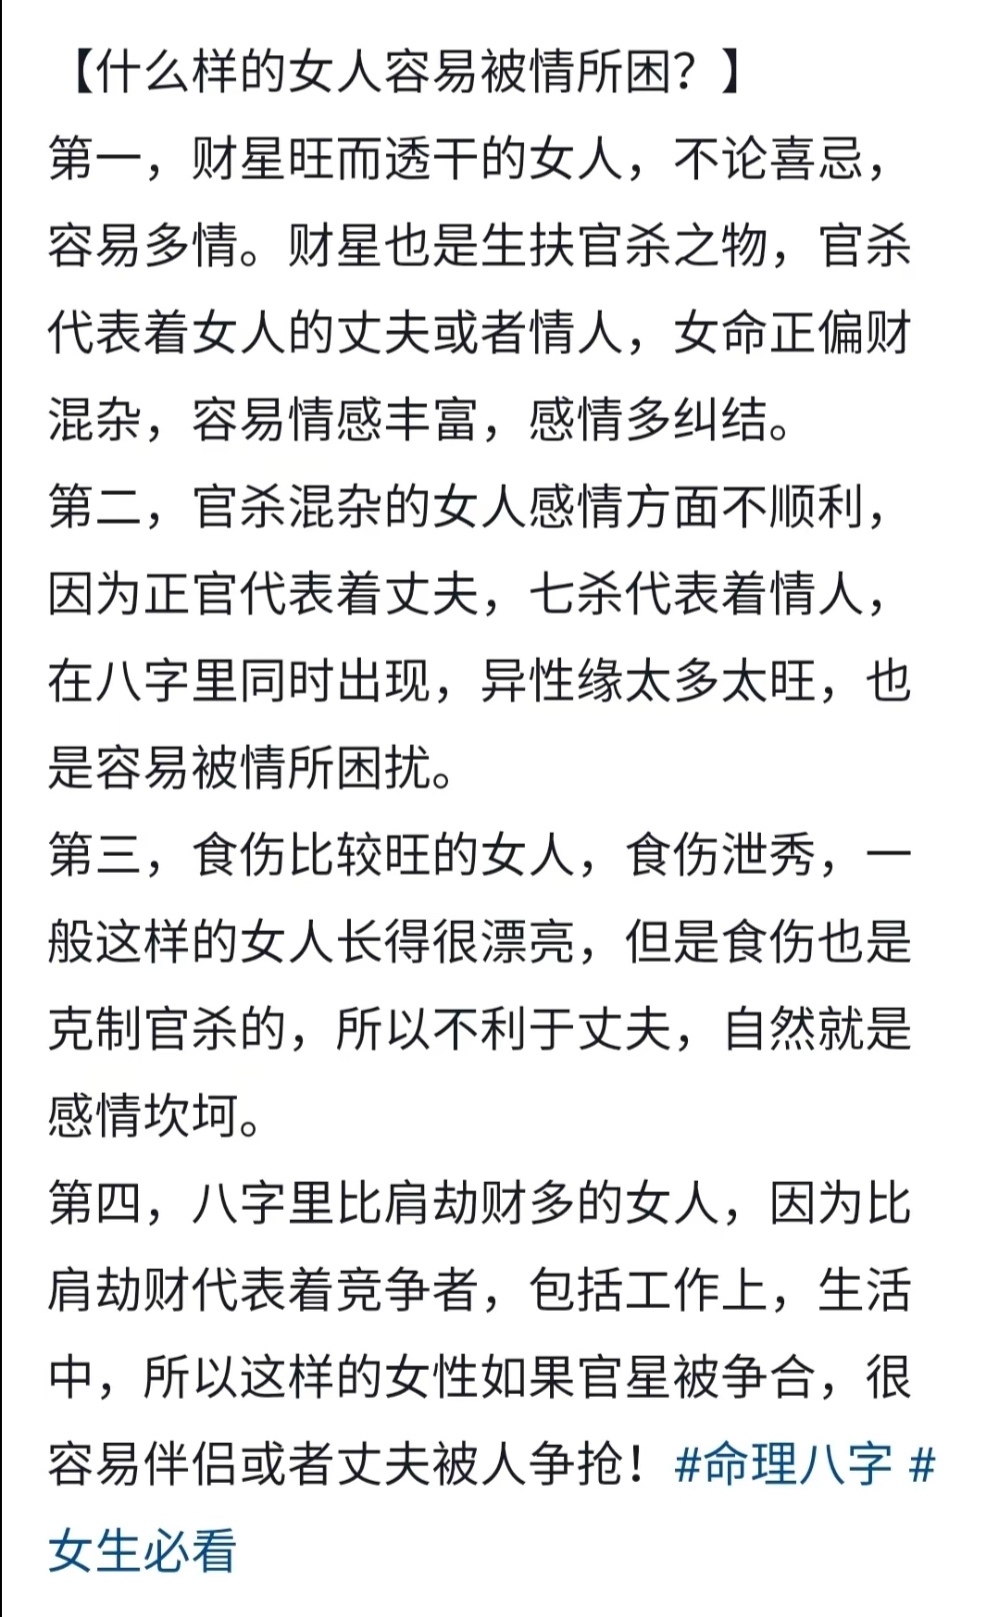 【什么样的女人容易被情所困？】
第一，财星旺而透干的女人，不论喜忌，
容易多情。财星也是生扶官杀之物，官杀
代表着女人的丈夫或者情人，女命正偏财
混杂，容易情感丰富，感情多纠结。
第二，官杀混杂的女人感情方面不顺利，
因为正官代表着丈夫，七杀代表着情人，
在八字里同时出现，异性缘太多太旺，也
是容易被情所困扰。
第三，食伤比较旺的女人，食伤泄秀，一
般这样的女人长得很漂亮，但是食伤也是
克制官杀的，所以不利于丈夫，自然就是
感情坎坷。
第四，八字里比肩劫财多的女人，因为比
肩劫财代表着竞争者，包括工作上，生活
中，所以这样的女性如果官星被争合，很
容易伴侣或者丈夫被人争抢！#命理八字 #
女生必看